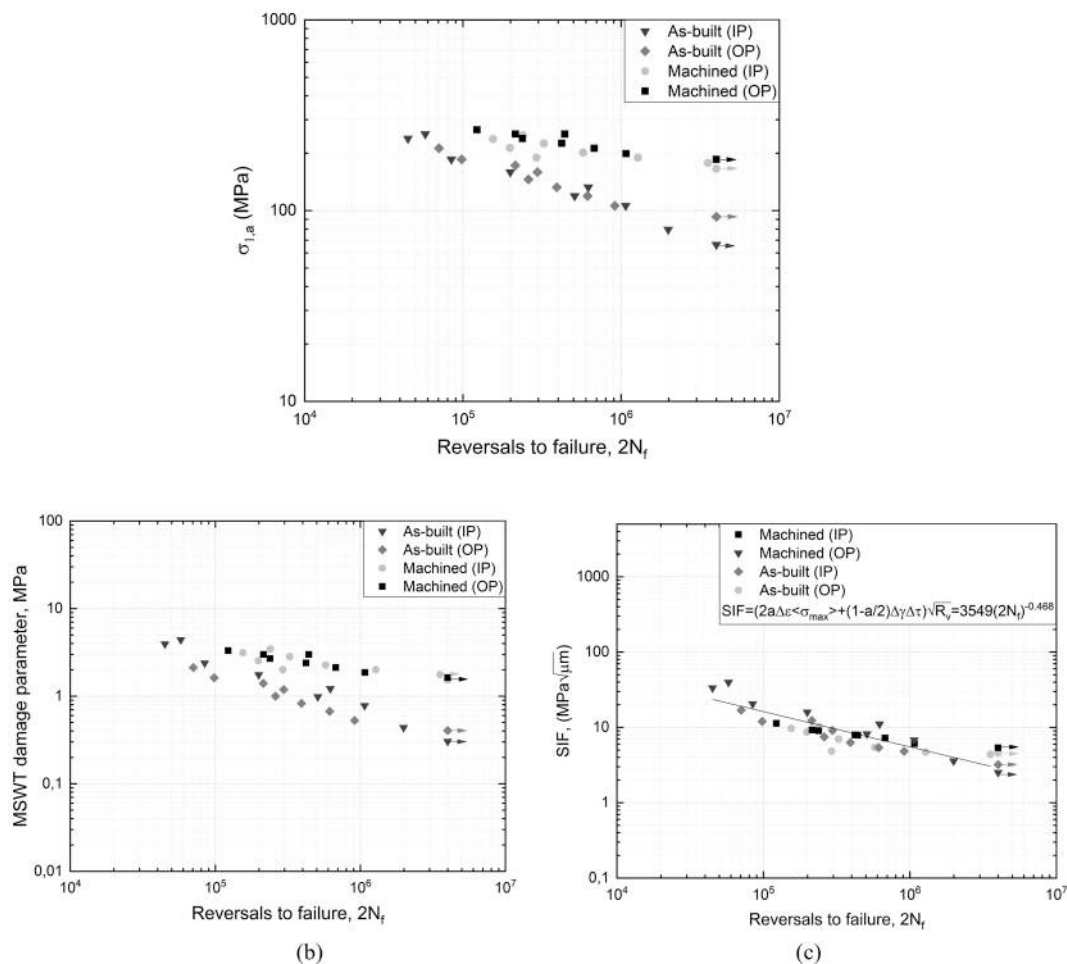 1000
100
10
σ1,a (MPa)
As-built (IP)
As-built (OP)
Machined (IP)
Machined (OP)
10⁴ 10⁵ 10⁶ 10⁷
Reversals to failure, 2Nf
100
10
1
0,1
0,01
MSWT damage parameter, MPa
As-built (IP)
As-built (OP)
Machined (IP)
Machined (OP)
10⁴ 10⁵ 10⁶ 10⁷
Reversals to failure, 2Nf
(b)
1000
100
10
1
0,1
SIF, (MPa√μm)
Machined (IP)
Machined (OP)
As-built (IP)
As-built (OP)
SIF=(2aΔε<σmax>+(1-a/2)ΔγΔτ)√Rv=3549(2Nf)^-0.468
10⁴ 10⁵ 10⁶ 10⁷
Reversals to failure, 2Nf
(c)